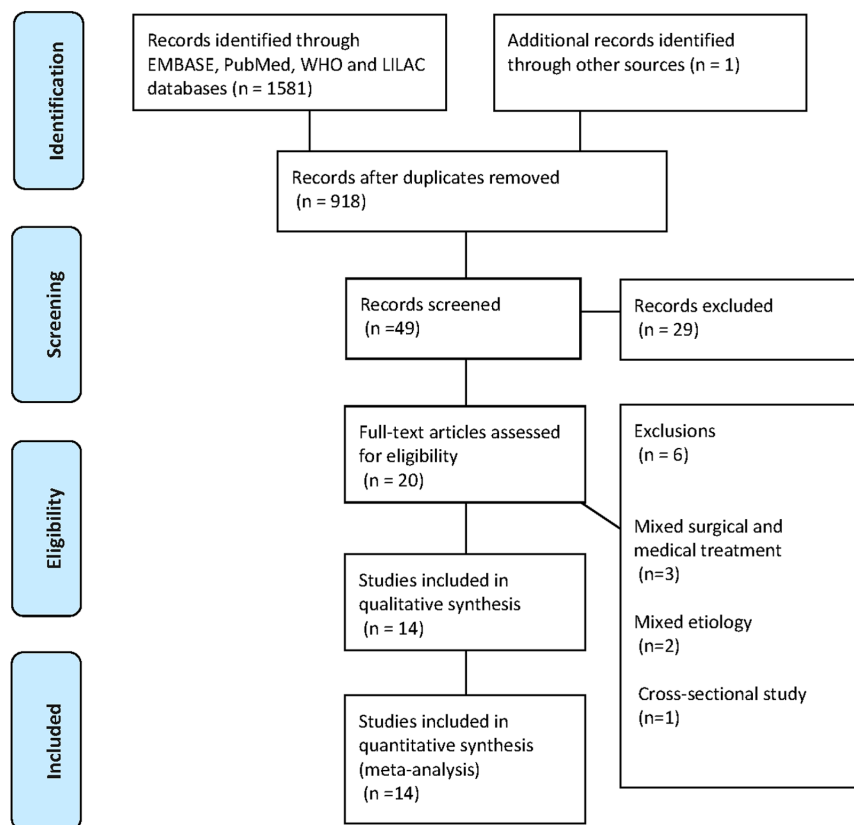 Identification
Records identified through
EMBASE, PubMed, WHO and LILAC
databases (n = 1581)
Additional records identified
through other sources (n = 1)
Records after duplicates removed
(n = 918)
Screening
Records screened
(n =49)
Records excluded
(n = 29)
Eligibility
Full-text articles assessed
for eligibility
(n = 20)
Exclusions
(n = 6)
Mixed surgical and
medical treatment
(n=3)
Mixed etiology
(n=2)
Cross-sectional study
(n=1)
Studies included in
qualitative synthesis
(n = 14)
Included
Studies included in
quantitative synthesis
(meta-analysis)
(n =14)